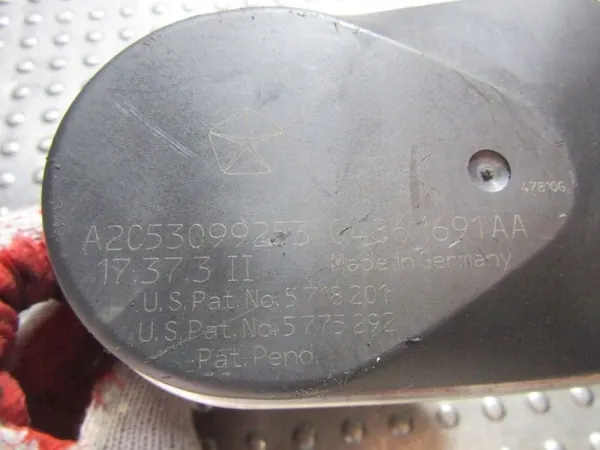 47810G
A2C53099253 04861691AA
17.37.3 II Made in Germany
U.S. Pat. No. 5 718 201
U.S. Pat. No. 5 775 292
Pat. Pend.